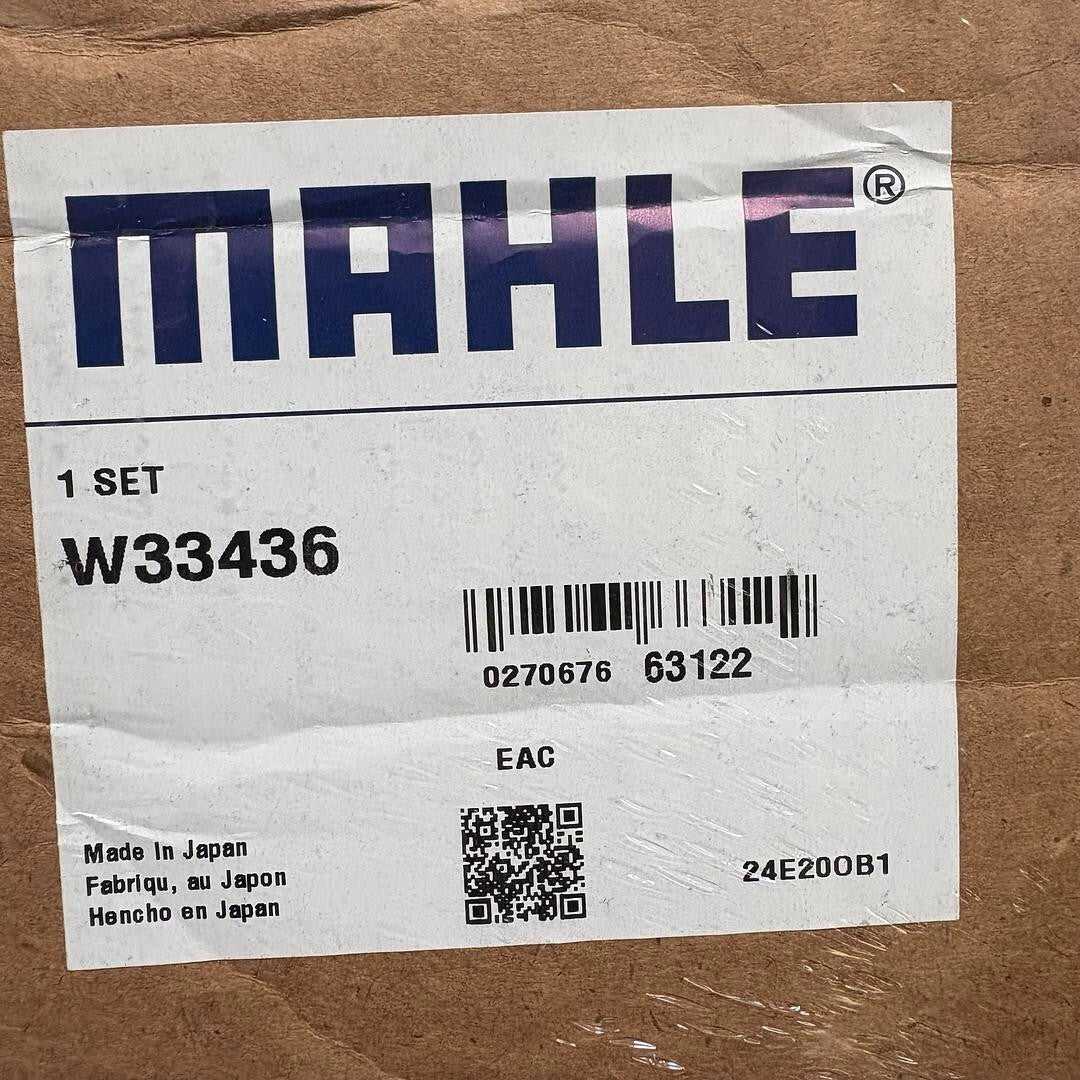 MAHLE®
1 SET
W33436
0270676 63122
EAC
Made In Japan
Fabriqu, au Japon
Hencho en Japan
24E20OB1